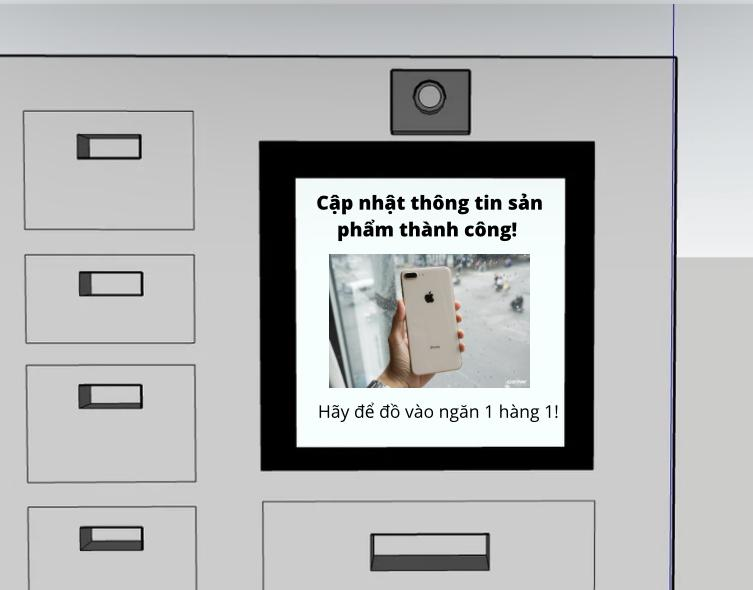 Cập nhật thông tin sản
phẩm thành công!
Hãy để đồ vào ngăn 1 hàng 1!